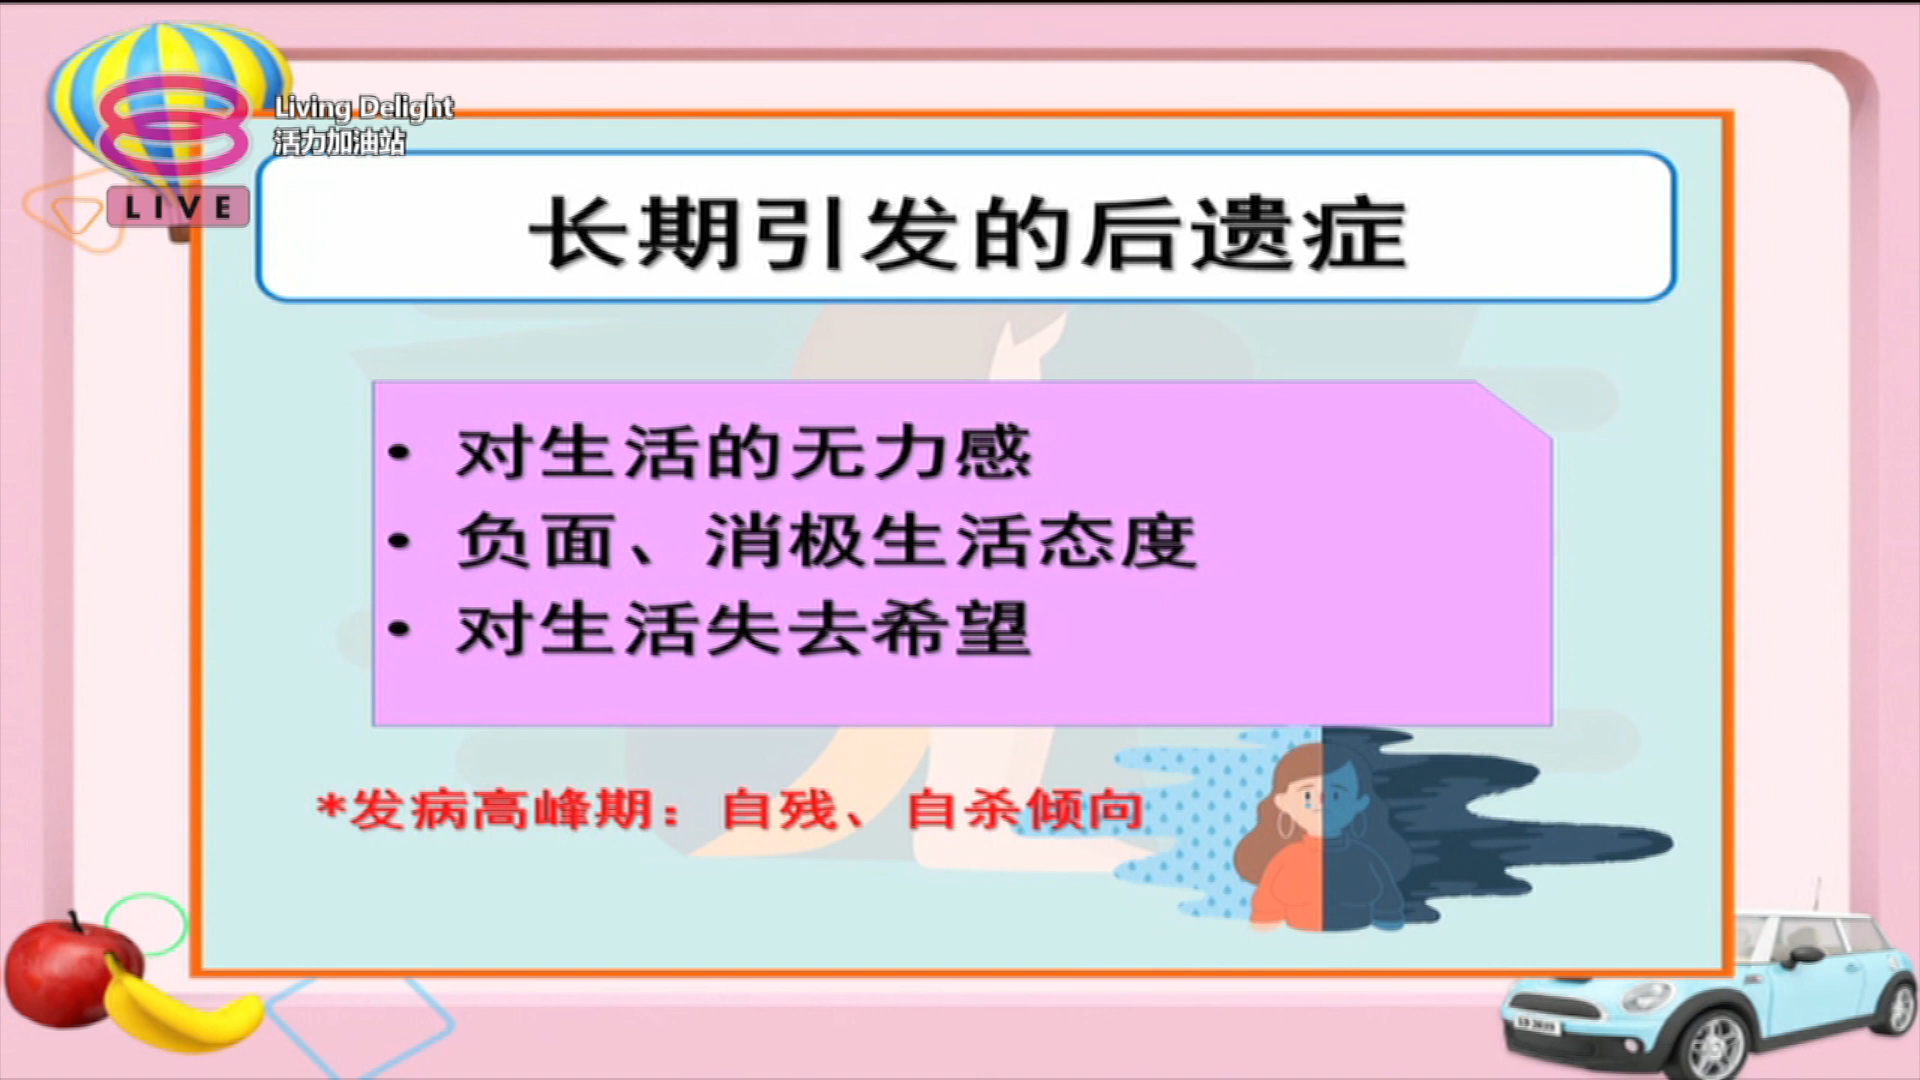 Living Delight
活力加油站
LIVE
长期引发的后遗症
• 对生活的无力感
• 负面、消极生活态度
• 对生活失去希望
*发病高峰期：自残、自杀倾向